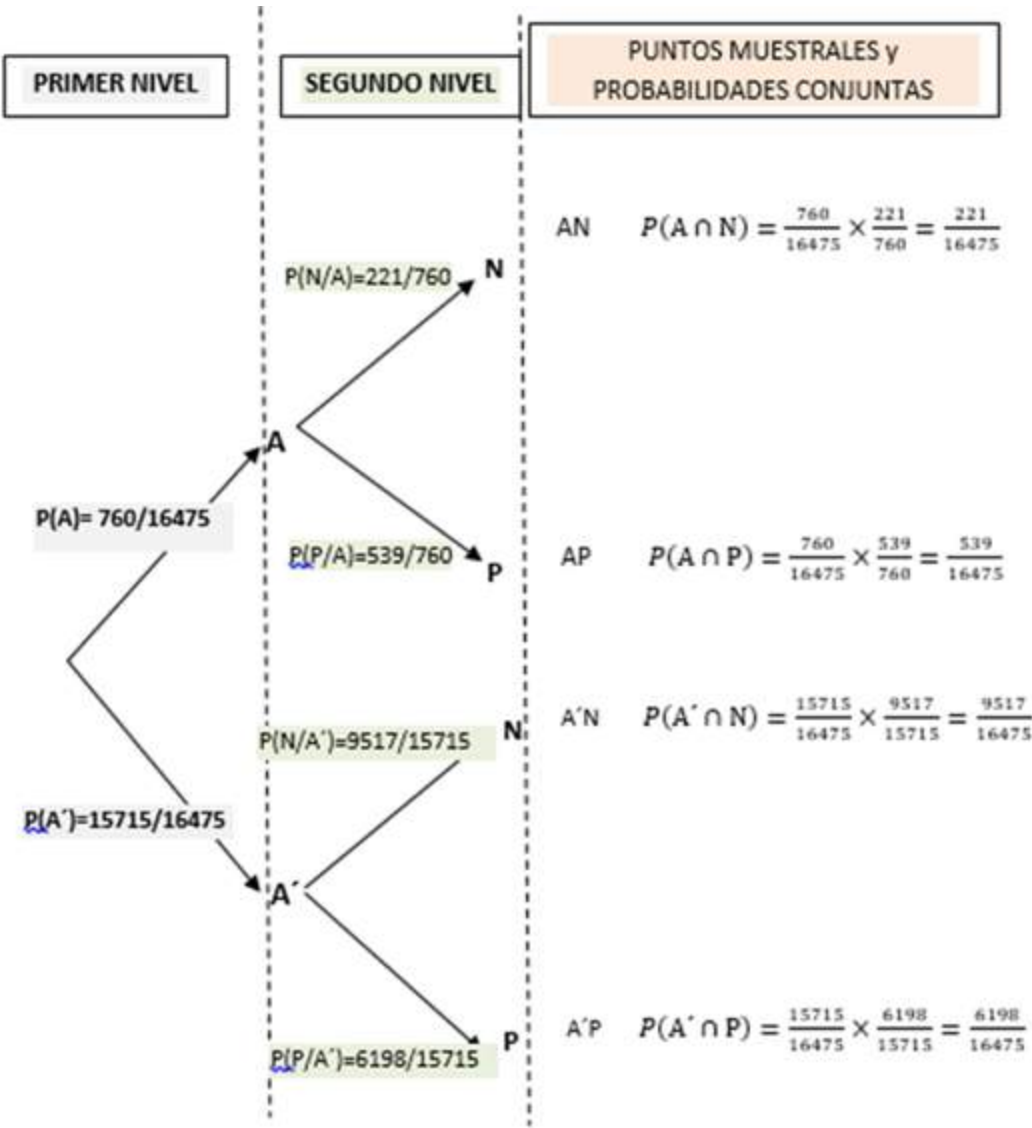 PRIMER NIVEL
SEGUNDO NIVEL
PUNTOS MUESTRALES y
PROBABILIDADES CONJUNTAS
AN P(A ∩ N) = 760/16475 × 221/760 = 221/16475
P(N/A)=221/760 N
A
P(A)= 760/16475
P(P/A)=539/760 P
AP P(A ∩ P) = 760/16475 × 539/760 = 539/16475
P(N/A´)=9517/15715 N
A´N P(A´ ∩ N) = 15715/16475 × 9517/15715 = 9517/16475
P(A´)=15715/16475
A´
P(P/A´)=6198/15715 P
A´P P(A´ ∩ P) = 15715/16475 × 6198/15715 = 6198/16475